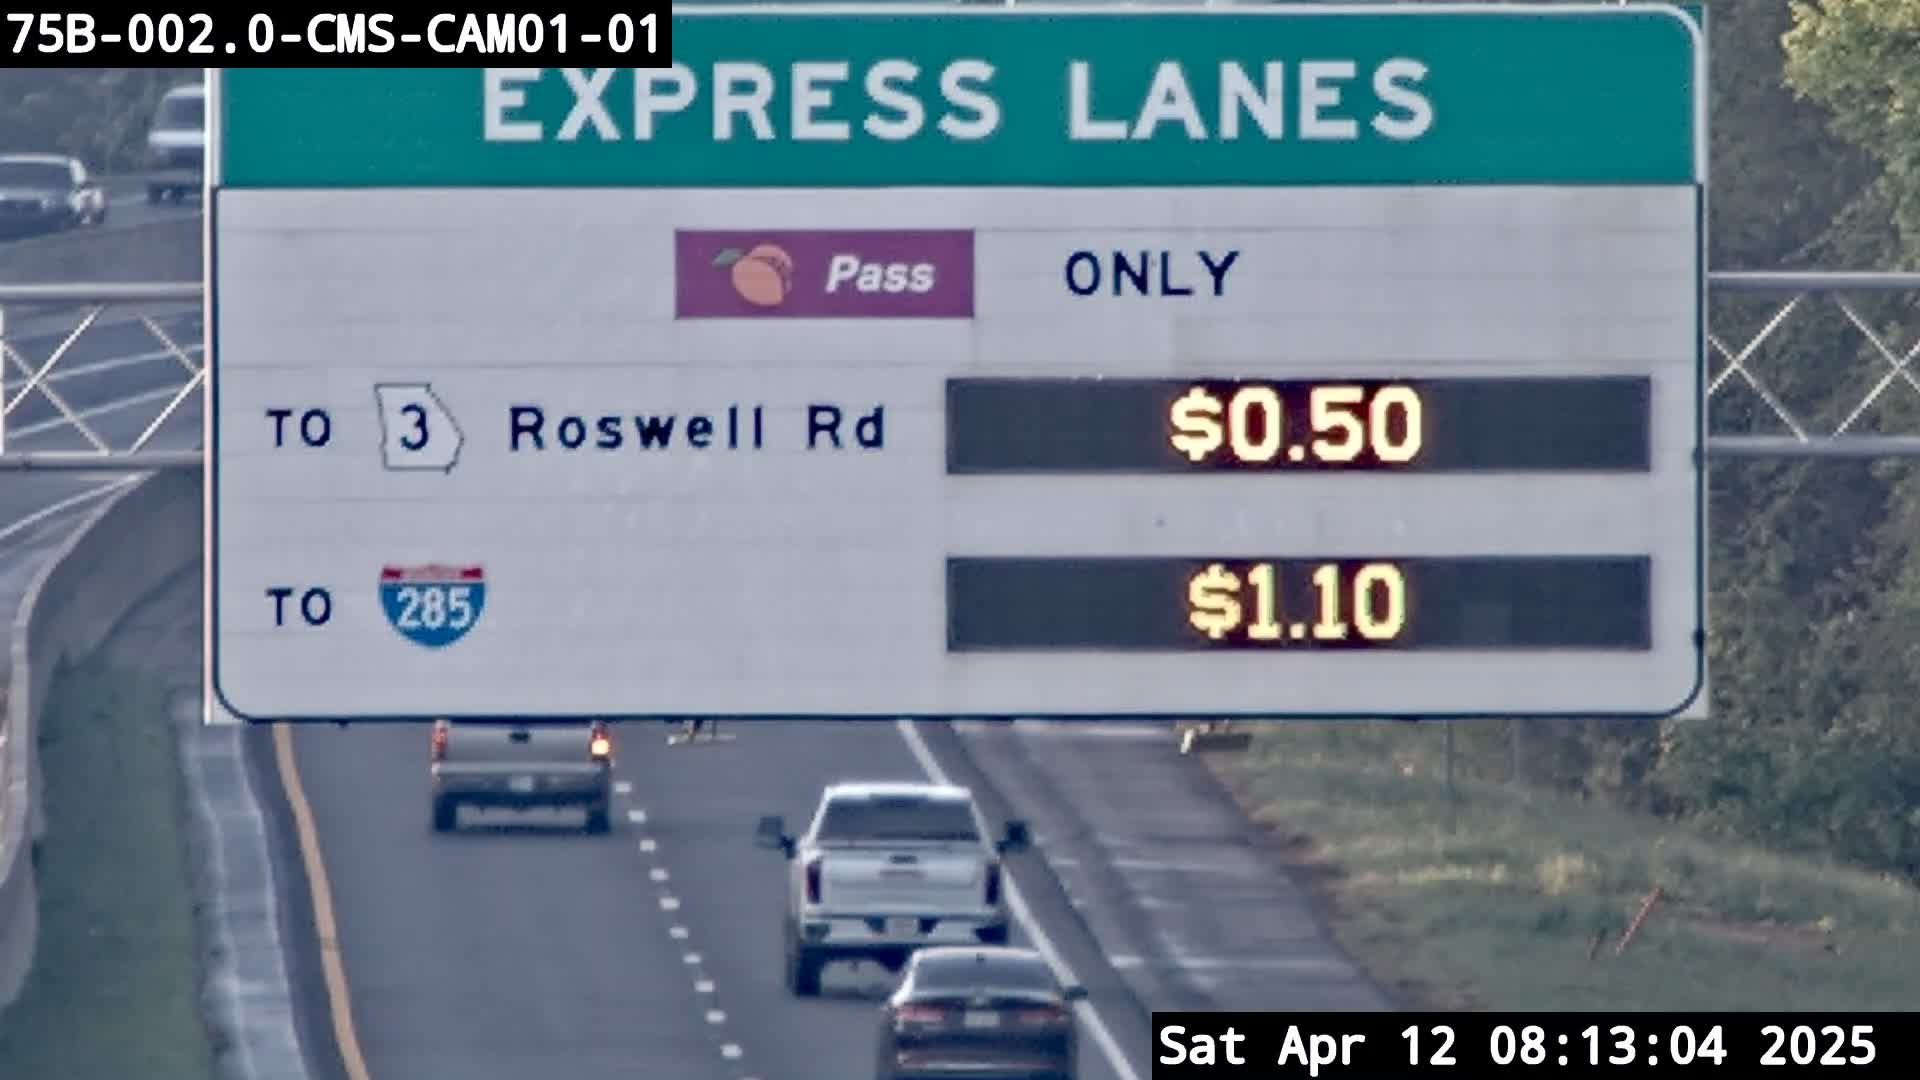 75B-002.0-CMS-CAM01-01
EXPRESS LANES
Pass ONLY
TO 3 Roswell Rd $0.50
TO 285 $1.10
Sat Apr 12 08:13:04 2025